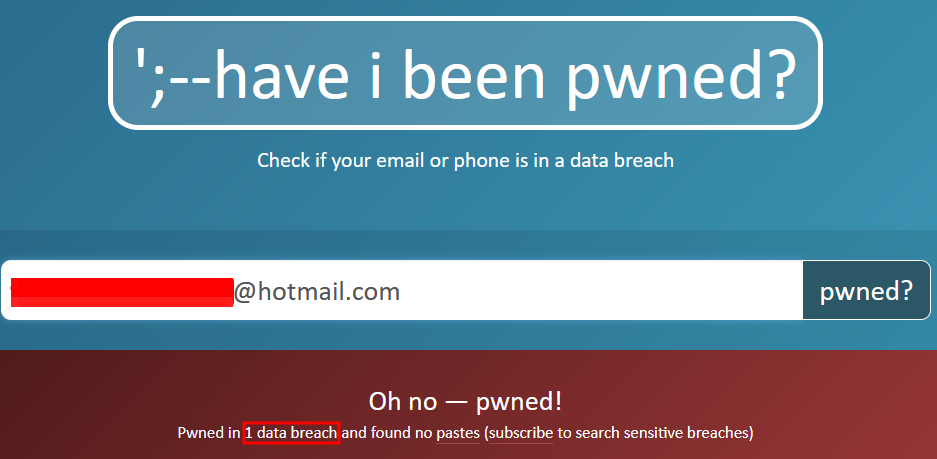 ';--have i been pwned?
Check if your email or phone is in a data breach
@hotmail.com
pwned?
Oh no — pwned!
Pwned in 1 data breach and found no pastes (subscribe to search sensitive breaches)